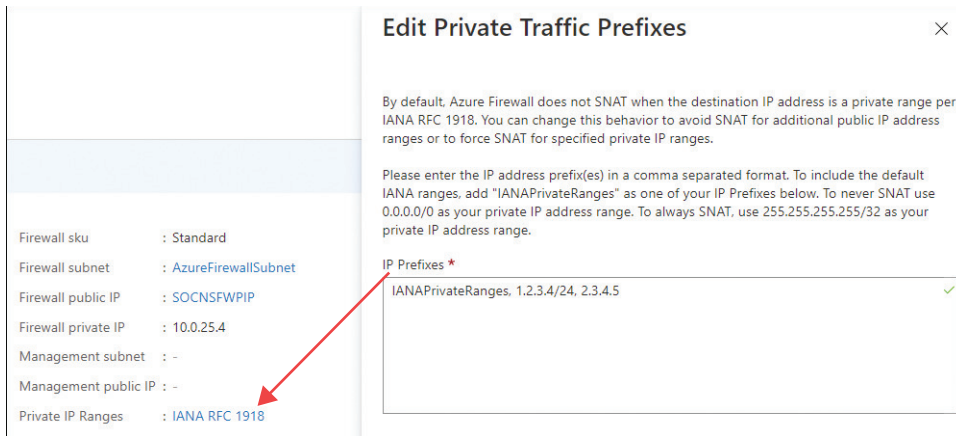 Edit Private Traffic Prefixes
By default, Azure Firewall does not SNAT when the destination IP address is a private range per
IANA RFC 1918. You can change this behavior to avoid SNAT for additional public IP address
ranges or to force SNAT for specified private IP ranges.
Please enter the IP address prefix(es) in a comma separated format. To include the default
IANA ranges, add "IANAPrivateRanges" as one of your IP Prefixes below. To never SNAT use
0.0.0.0/0 as your private IP address range. To always SNAT, use 255.255.255.255/32 as your
private IP address range.
IP Prefixes *
IANAPrivateRanges, 1.2.3.4/24, 2.3.4.5
Firewall sku : Standard
Firewall subnet : AzureFirewallSubnet
Firewall public IP : SOCNSFWPIP
Firewall private IP : 10.0.25.4
Management subnet : -
Management public IP : -
Private IP Ranges : IANA RFC 1918